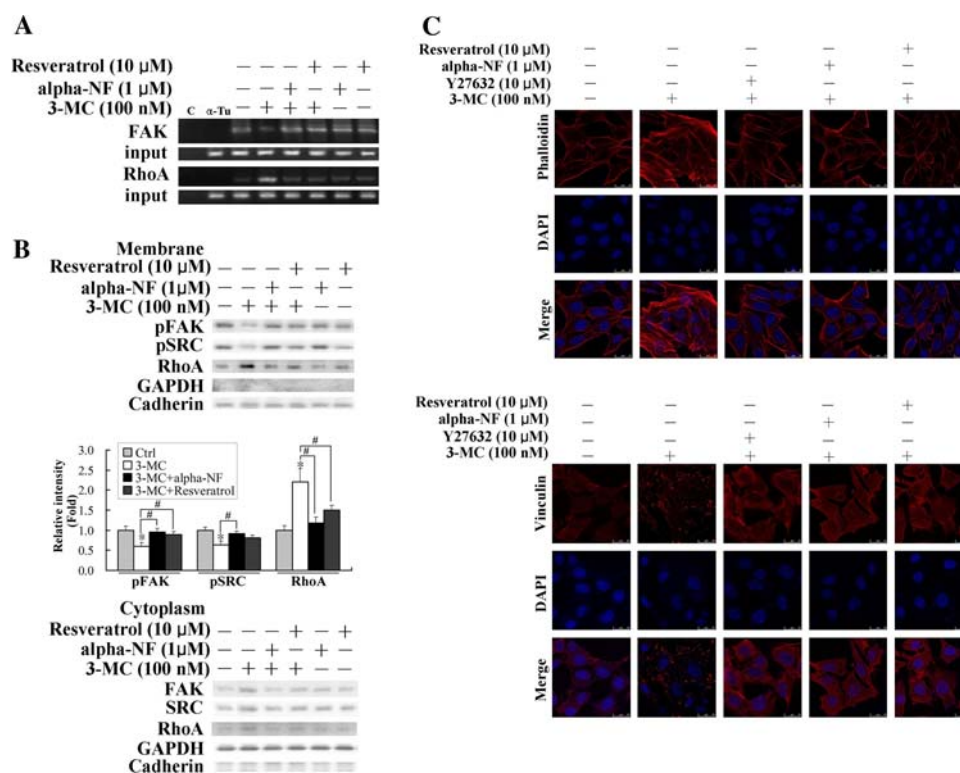 A
Resveratrol (10 μM) − − − + − +
alpha-NF (1 μM) − − + − + −
3-MC (100 nM) − + + + − −
C α-Tu
FAK
input
RhoA
input
B
Membrane
Resveratrol (10 μM) − − − + − +
alpha-NF (1μM) − − + − + −
3-MC (100 nM) − + + + − −
pFAK
pSRC
RhoA
GAPDH
Cadherin
Relative intensity
(Fold)
3.0
2.5
2.0
1.5
1.0
0.5
0.0
Ctrl
3-MC
3-MC+alpha-NF
3-MC+Resveratrol
# # # # #
* * *
pFAK pSRC RhoA
Cytoplasm
Resveratrol (10 μM) − − − + − +
alpha-NF (1μM) − − + − + −
3-MC (100 nM) − + + + − −
FAK
SRC
RhoA
GAPDH
Cadherin
C
Resveratrol (10 μM) − − − − +
alpha-NF (1 μM) − − − + −
Y27632 (10 μM) − − + − −
3-MC (100 nM) − + + + +
Phalloidin
DAPI
Merge
Resveratrol (10 μM) − − − − +
alpha-NF (1 μM) − − − + −
Y27632 (10 μM) − − + − −
3-MC (100 nM) − + + + +
Vinculin
DAPI
Merge